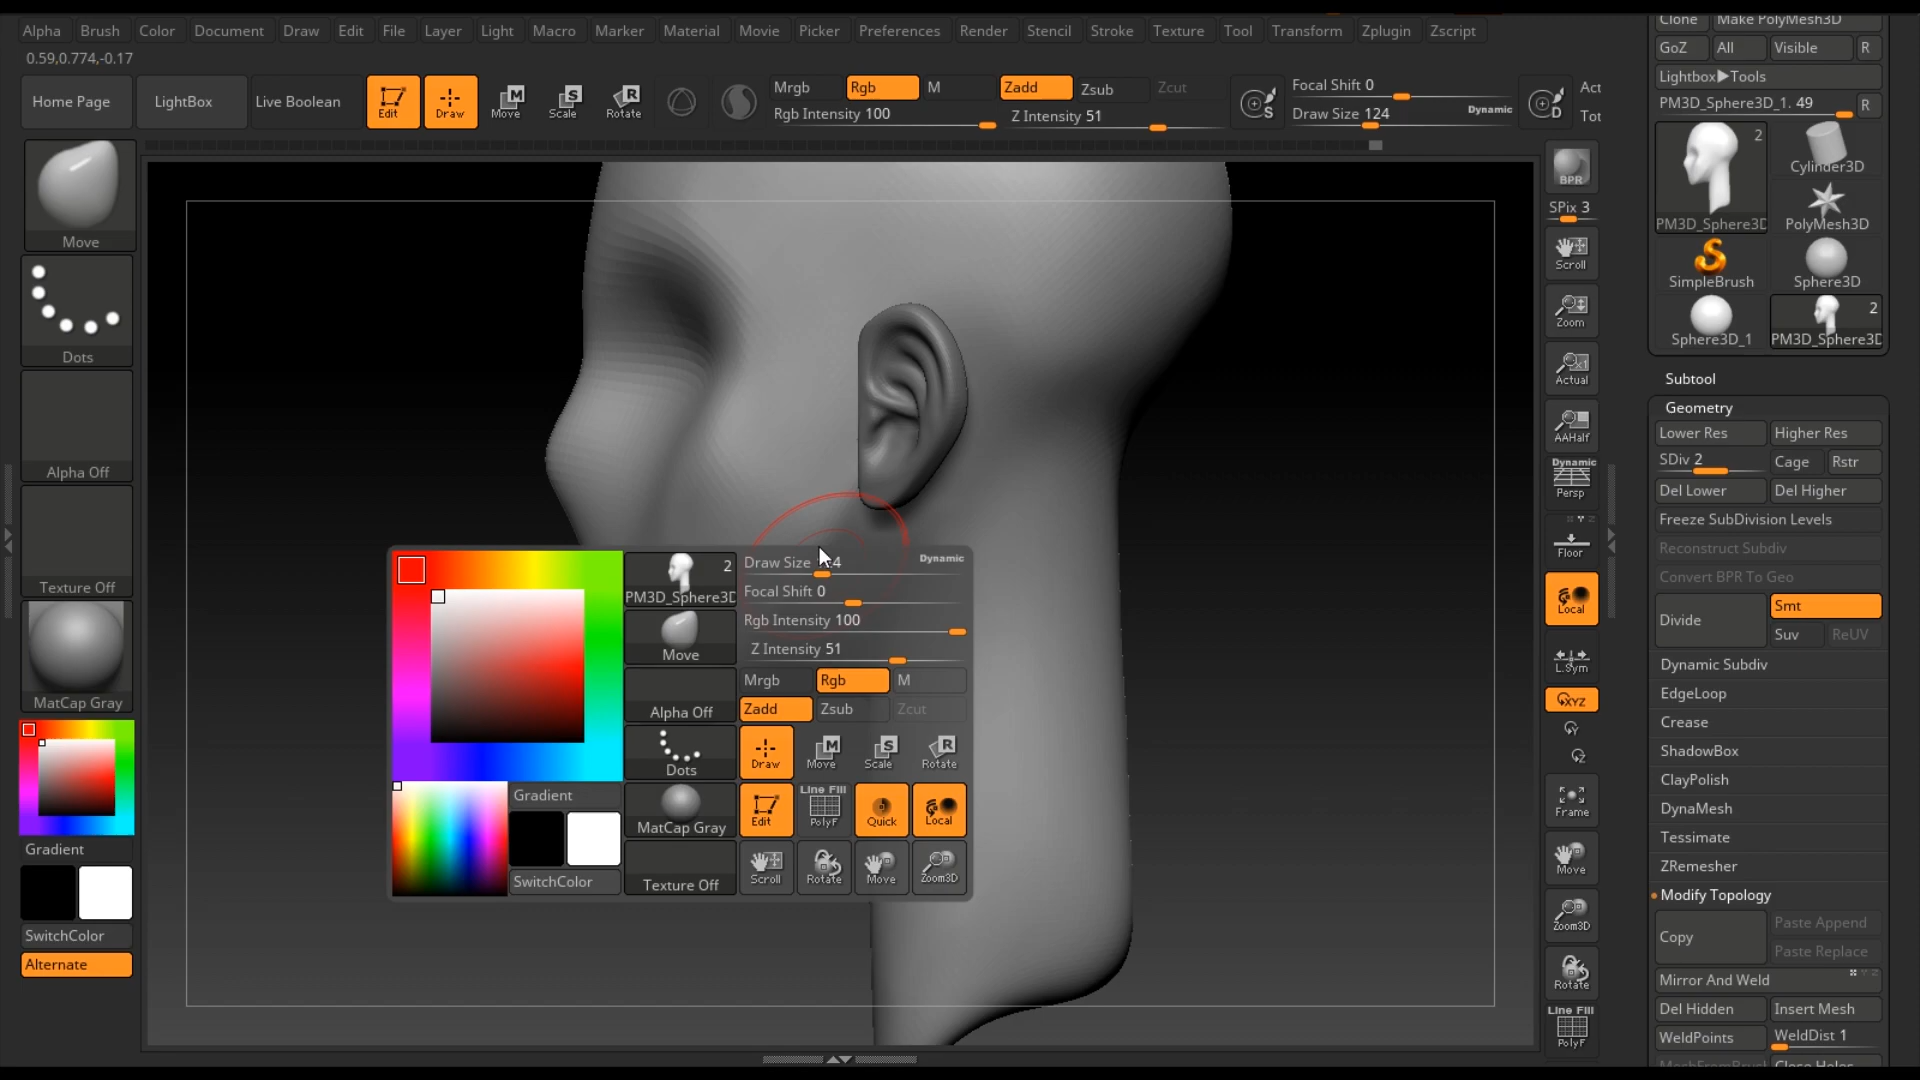 Alpha Brush Color Document Draw Edit File Layer Light Macro Marker Material Movie Picker Preferences Render Stencil Stroke Texture Tool Transform Zplugin Zscript
0.59,0.774,-0.17
Home Page
LightBox
Live Boolean
Edit
Draw
Move
Scale
Rotate
Mrgb
Rgb
M
Rgb Intensity 100
Zadd
Zsub
Zcut
Z Intensity 51
S
Focal Shift 0
Draw Size 124
Dynamic
D
Act
Tot
Move
Dots
Alpha Off
Texture Off
MatCap Gray
Gradient
SwitchColor
Alternate
PM3D_Sphere3D
2
Move
Alpha Off
Dots
MatCap Gray
Texture Off
Gradient
SwitchColor
Draw Size
Dynamic
Focal Shift 0
Rgb Intensity 100
Z Intensity 51
Mrgb Rgb M
Zadd Zsub Zcut
Draw Move Scale Rotate
Line Fill
Edit PolyF Quick Local
Scroll Rotate Move Zoom3D
BPR
SPix 3
Scroll
Zoom
Actual
AAHalf
Dynamic
Persp
Floor
Local
L.Sym
XYZ
Y
Z
Frame
Move
Zoom3D
Rotate
Line Fill
PolyF
Clone Make PolyMesh3D
GoZ All Visible R
Lightbox▶Tools
PM3D_Sphere3D_1. 49 R
2
PM3D_Sphere3D
Cylinder3D
PolyMesh3D
SimpleBrush
Sphere3D
Sphere3D_1
2
PM3D_Sphere3D
Subtool
Geometry
Lower Res Higher Res
SDiv 2 Cage Rstr
Del Lower Del Higher
Freeze SubDivision Levels
Reconstruct Subdiv
Convert BPR To Geo
Divide
Smt
Suv ReUV
Dynamic Subdiv
EdgeLoop
Crease
ShadowBox
ClayPolish
DynaMesh
Tessimate
ZRemesher
Modify Topology
Copy
Paste Append
Paste Replace
Mirror And Weld
Del Hidden Insert Mesh
WeldPoints WeldDist 1